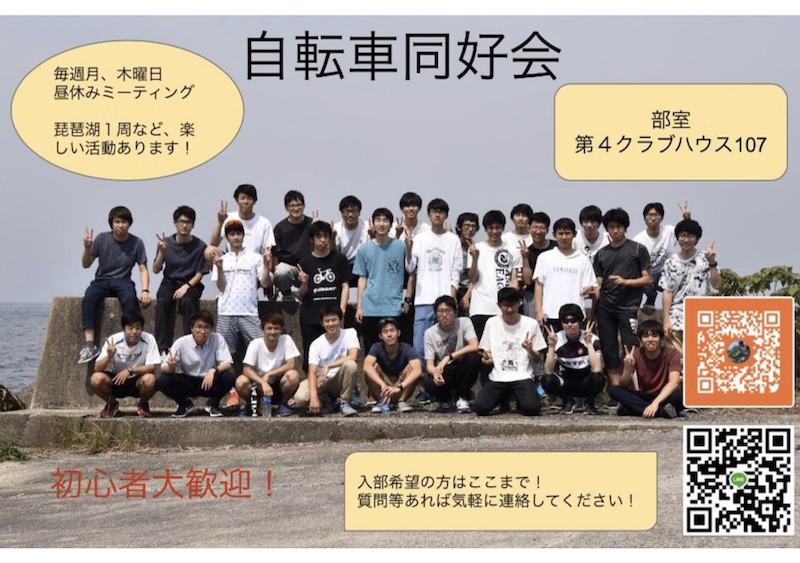 自転車同好会
毎週月、木曜日
昼休みミーティング
琵琶湖１周など、楽
しい活動あります！
部室
第４クラブハウス107
GIANT
初心者大歓迎！
入部希望の方はここまで！
質問等あれば気軽に連絡してください！
LINE